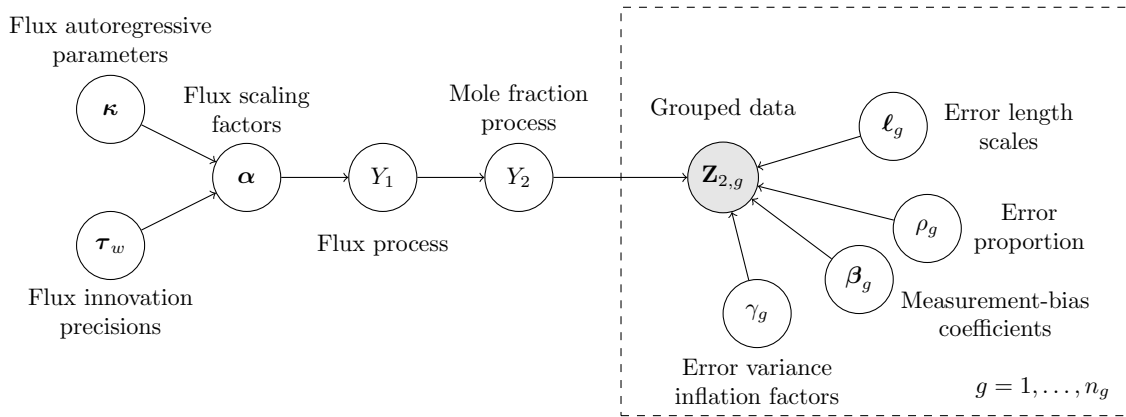 Flux autoregressive
parameters
κ
Flux scaling
factors
α
τ_w
Flux innovation
precisions
Y_1
Flux process
Mole fraction
process
Y_2
Grouped data
Z_{2,g}
ℓ_g
Error length
scales
ρ_g
Error
proportion
β_g
Measurement-bias
coefficients
γ_g
Error variance
inflation factors
g = 1, . . . , n_g